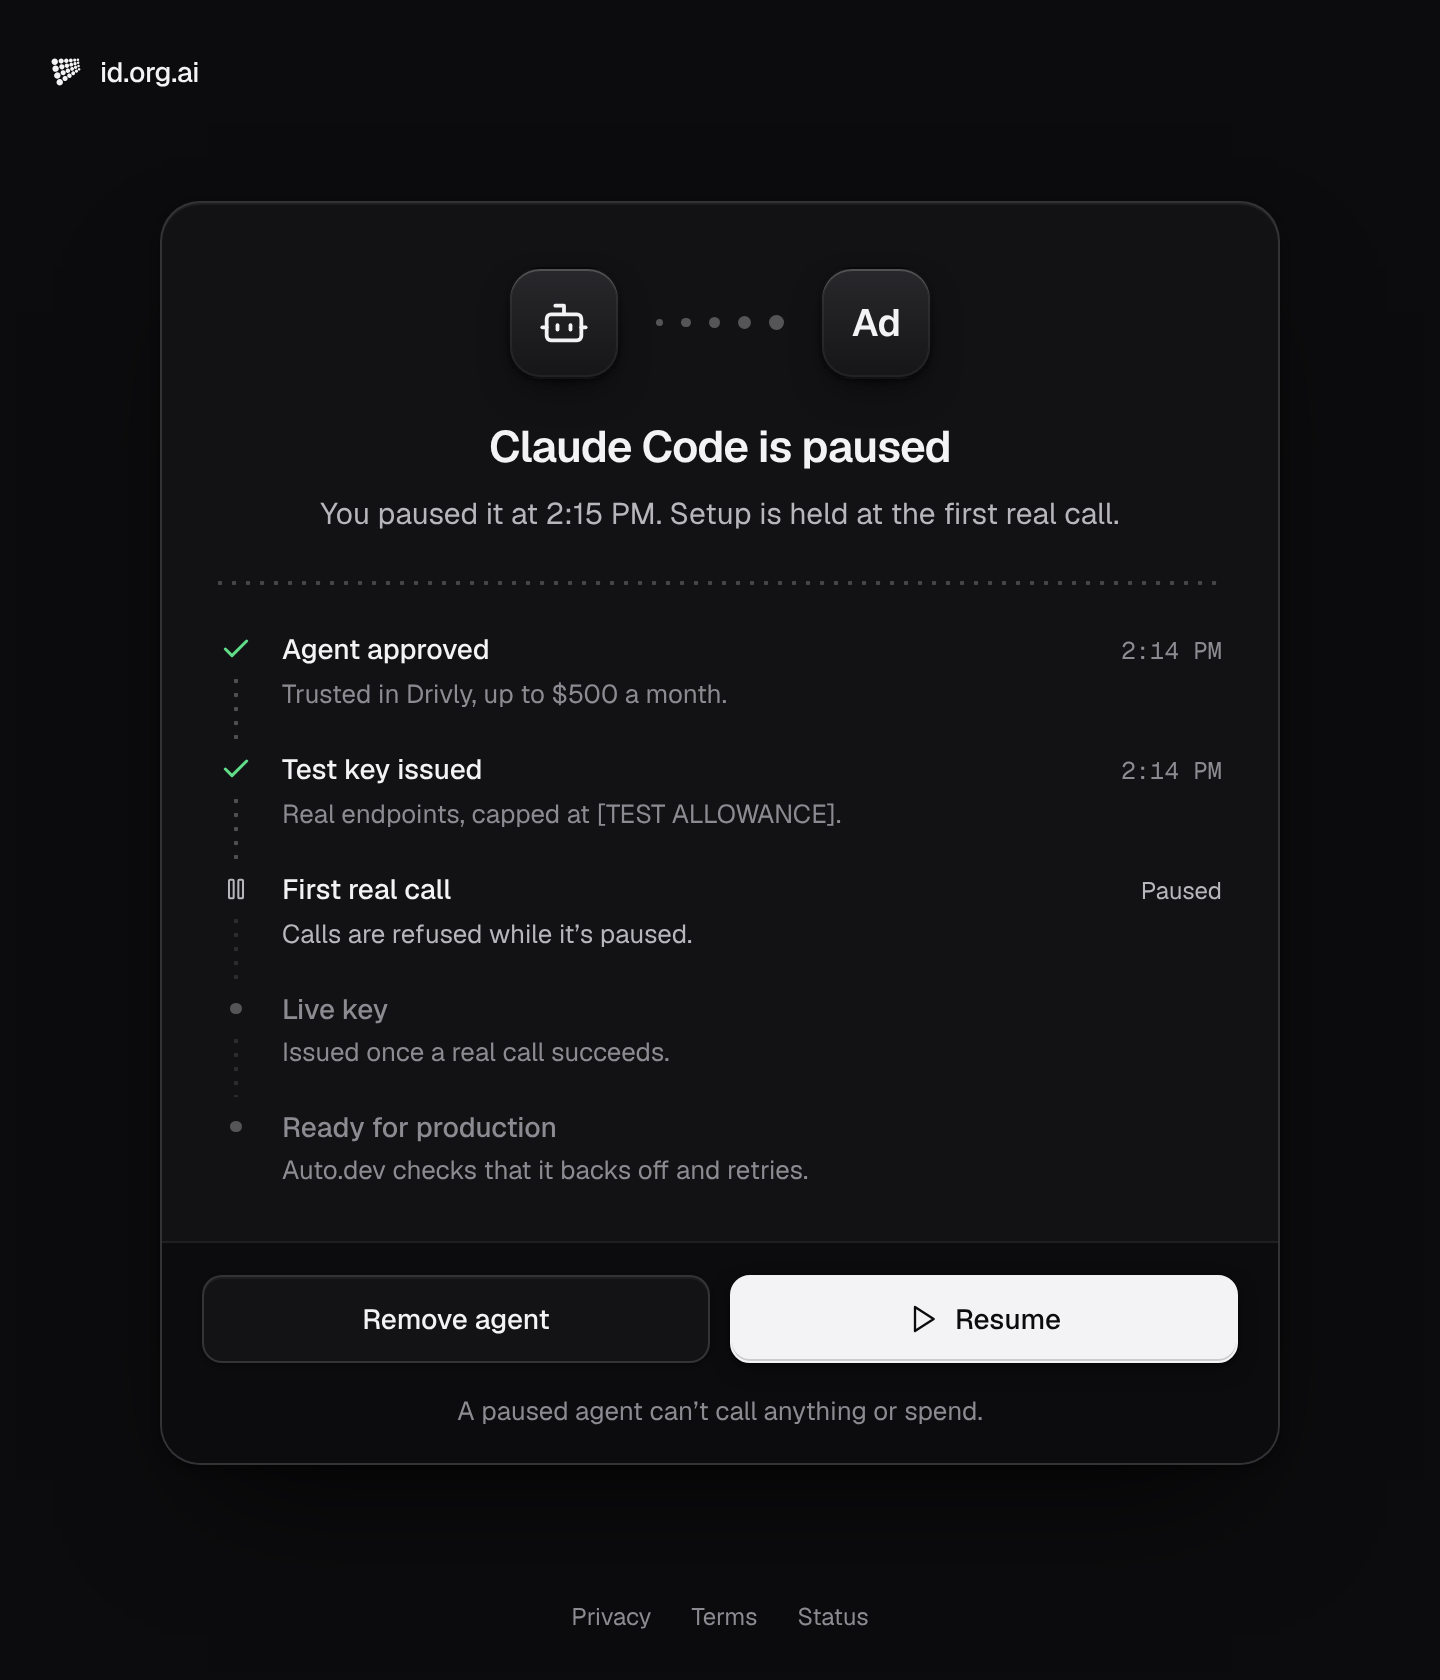 id.org.ai
Ad
Claude Code is paused
You paused it at 2:15 PM. Setup is held at the first real call.
Agent approved
2:14 PM
Trusted in Drivly, up to $500 a month.
Test key issued
2:14 PM
Real endpoints, capped at [TEST ALLOWANCE].
First real call
Paused
Calls are refused while it’s paused.
Live key
Issued once a real call succeeds.
Ready for production
Auto.dev checks that it backs off and retries.
Remove agent
Resume
A paused agent can’t call anything or spend.
Privacy Terms Status